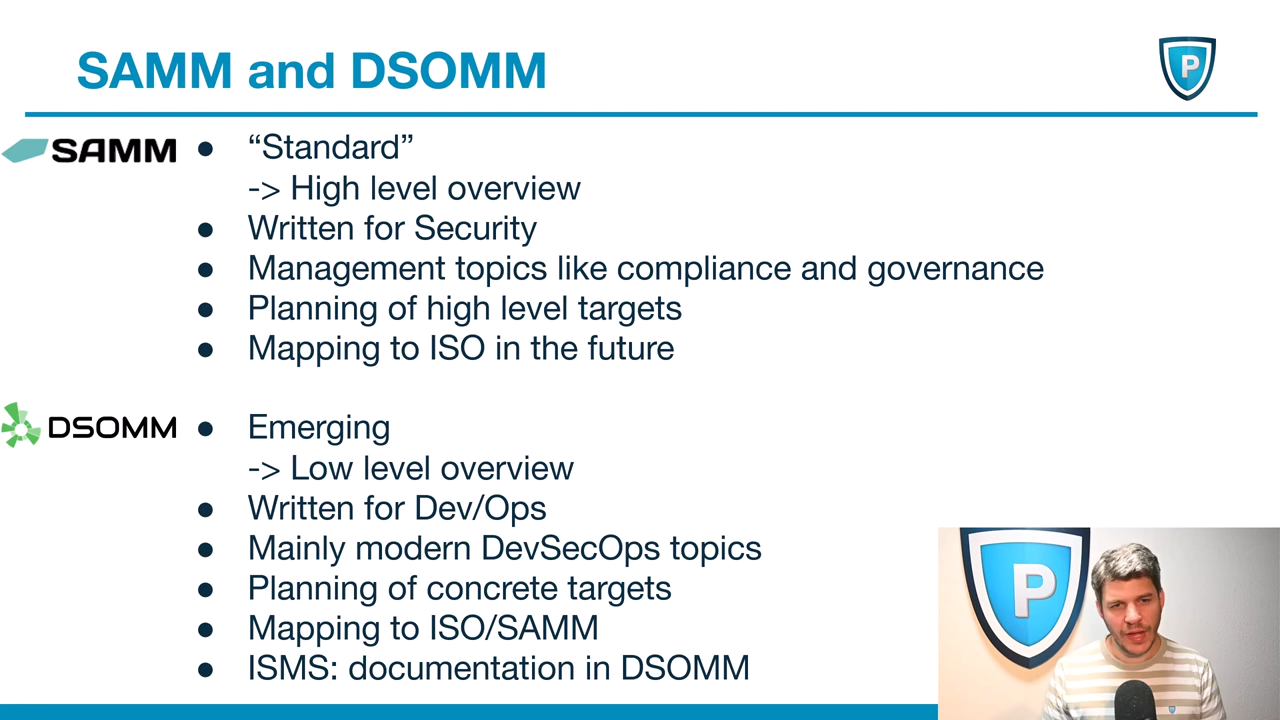 SAMM and DSOMM
P
SAMM
● “Standard”
-> High level overview
● Written for Security
● Management topics like compliance and governance
● Planning of high level targets
● Mapping to ISO in the future
DSOMM
● Emerging
-> Low level overview
● Written for Dev/Ops
● Mainly modern DevSecOps topics
● Planning of concrete targets
● Mapping to ISO/SAMM
● ISMS: documentation in DSOMM
P